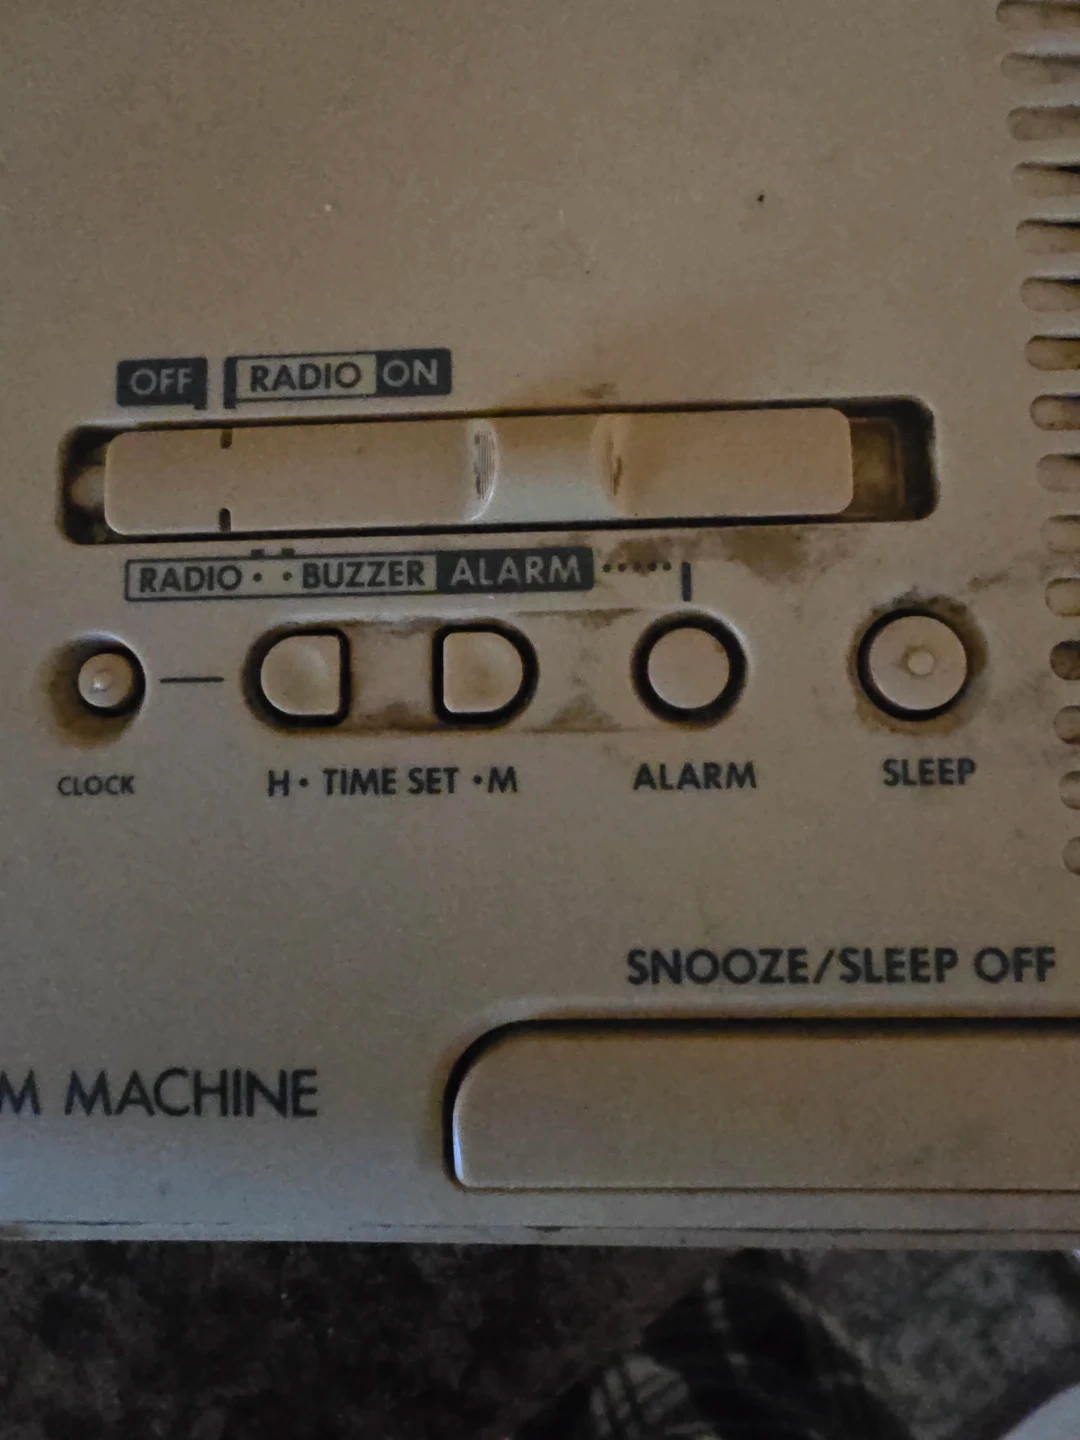 OFF RADIO ON
RADIO • • BUZZER ALARM
CLOCK H • TIME SET • M ALARM SLEEP
SNOOZE/SLEEP OFF
M MACHINE